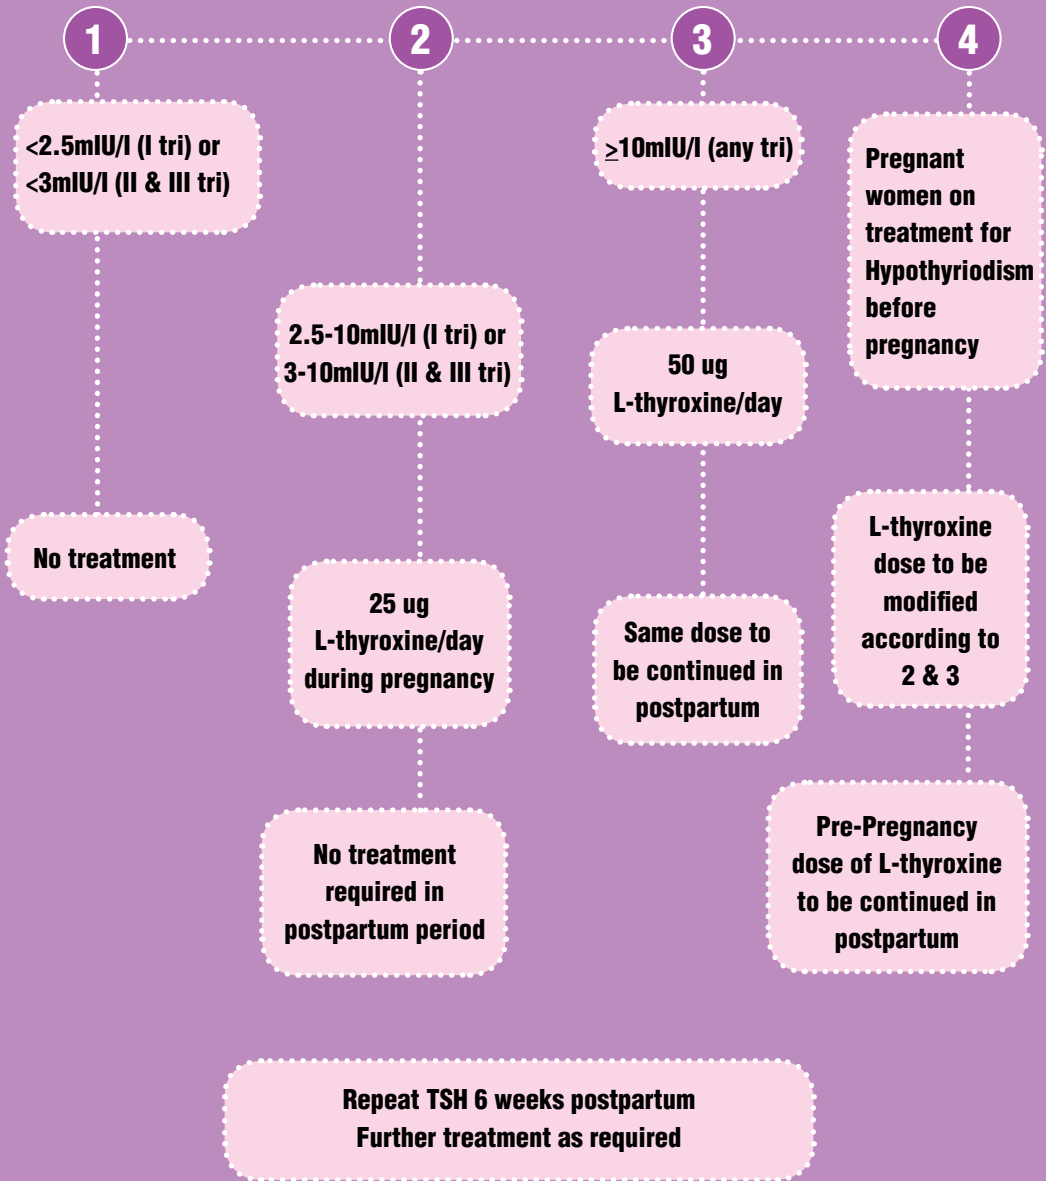 1
2
3
4
<2.5mIU/l (I tri) or
<3mIU/l (II & III tri)
No treatment
2.5-10mIU/l (I tri) or
3-10mIU/l (II & III tri)
25 ug
L-thyroxine/day
during pregnancy
No treatment
required in
postpartum period
≥10mIU/l (any tri)
50 ug
L-thyroxine/day
Same dose to
be continued in
postpartum
Pregnant
women on
treatment for
Hypothyriodism
before
pregnancy
L-thyroxine
dose to be
modified
according to
2 & 3
Pre-Pregnancy
dose of L-thyroxine
to be continued in
postpartum
Repeat TSH 6 weeks postpartum
Further treatment as required